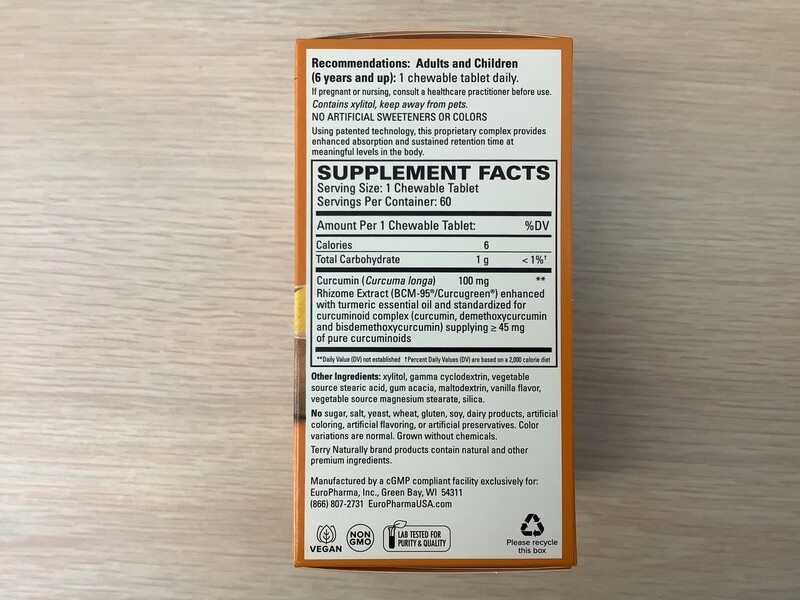 Recommendations: Adults and Children
(6 years and up): 1 chewable tablet daily.
If pregnant or nursing, consult a healthcare practitioner before use.
Contains xylitol, keep away from pets.
NO ARTIFICIAL SWEETENERS OR COLORS
Using patented technology, this proprietary complex provides
enhanced absorption and sustained retention time at
meaningful levels in the body.
SUPPLEMENT FACTS
Serving Size: 1 Chewable Tablet
Servings Per Container: 60
Amount Per 1 Chewable Tablet: %DV
Calories 6
Total Carbohydrate 1 g < 1%†
Curcumin (Curcuma longa) 100 mg **
Rhizome Extract (BCM-95®/Curcugreen®) enhanced
with turmeric essential oil and standardized for
curcuminoid complex (curcumin, demethoxycurcumin
and bisdemethoxycurcumin) supplying ≥ 45 mg
of pure curcuminoids
**Daily Value (DV) not established †Percent Daily Values (DV) are based on a 2,000 calorie diet
Other Ingredients: xylitol, gamma cyclodextrin, vegetable
source stearic acid, gum acacia, maltodextrin, vanilla flavor,
vegetable source magnesium stearate, silica.
No sugar, salt, yeast, wheat, gluten, soy, dairy products, artificial
coloring, artificial flavoring, or artificial preservatives. Color
variations are normal. Grown without chemicals.
Terry Naturally brand products contain natural and other
premium ingredients.
Manufactured by a cGMP compliant facility exclusively for:
EuroPharma, Inc., Green Bay, WI 54311
(866) 807-2731 EuroPharmaUSA.com
VEGAN
NON
GMO
LAB TESTED FOR
PURITY & QUALITY
Please recycle
this box